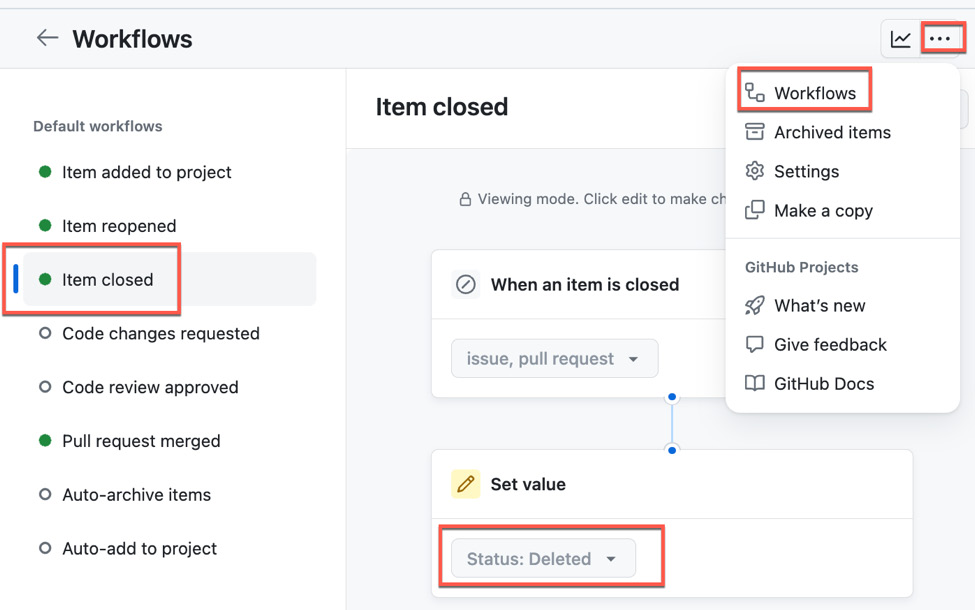 Workflows
Default workflows
Item added to project
Item reopened
Item closed
Code changes requested
Code review approved
Pull request merged
Auto-archive items
Auto-add to project
Item closed
Viewing mode. Click edit to make ch
When an item is closed
issue, pull request
Set value
Status: Deleted
Workflows
Archived items
Settings
Make a copy
GitHub Projects
What's new
Give feedback
GitHub Docs